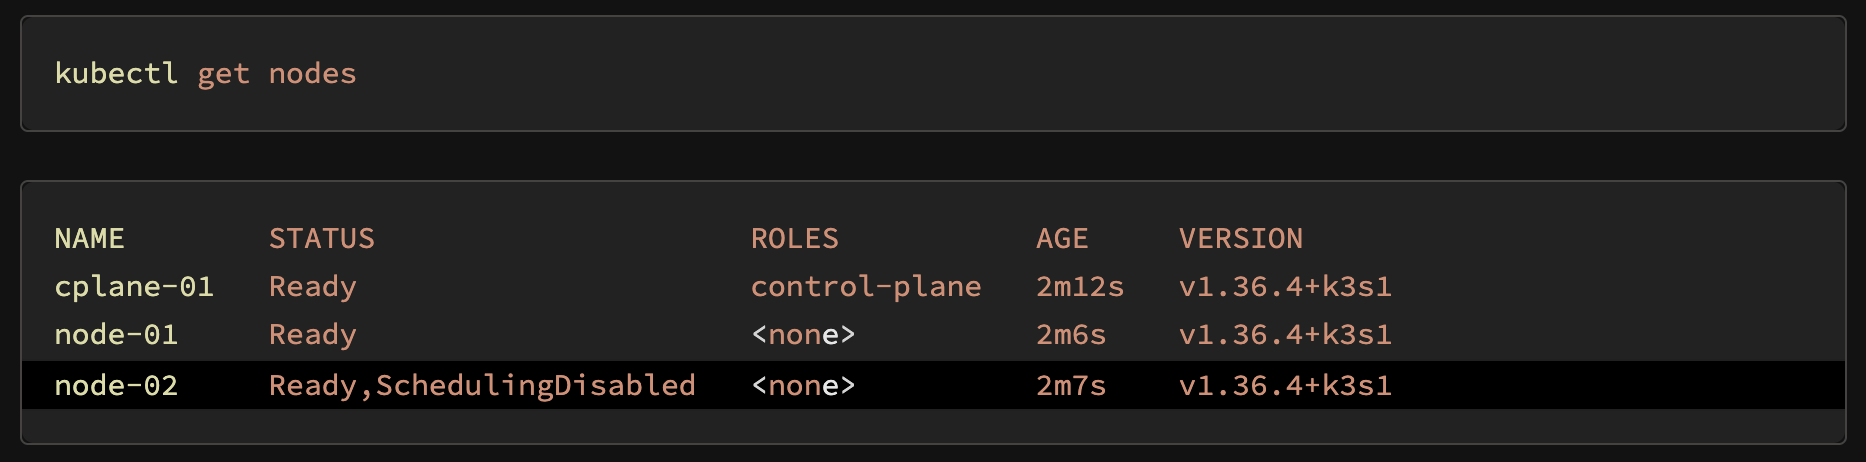 kubectl get nodes
NAME STATUS ROLES AGE VERSION
cplane-01 Ready control-plane 2m12s v1.36.4+k3s1
node-01 Ready <none> 2m6s v1.36.4+k3s1
node-02 Ready,SchedulingDisabled <none> 2m7s v1.36.4+k3s1